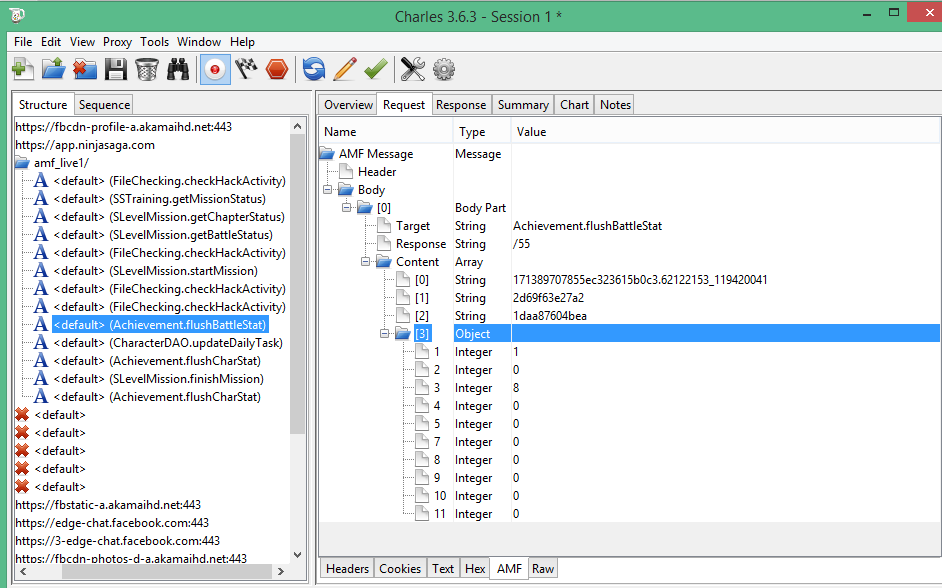 Charles 3.6.3 - Session 1 *
File Edit View Proxy Tools Window Help
Structure Sequence
https://fbcdn-profile-a.akamaihd.net:443
https://app.ninjasaga.com
amf_live1/
<default> (FileChecking.checkHackActivity)
<default> (SSTraining.getMissionStatus)
<default> (SLevelMission.getChapterStatus)
<default> (SLevelMission.getBattleStatus)
<default> (FileChecking.checkHackActivity)
<default> (SLevelMission.startMission)
<default> (FileChecking.checkHackActivity)
<default> (FileChecking.checkHackActivity)
<default> (Achievement.flushBattleStat)
<default> (CharacterDAO.updateDailyTask)
<default> (Achievement.flushCharStat)
<default> (SLevelMission.finishMission)
<default> (Achievement.flushCharStat)
<default>
<default>
<default>
<default>
<default>
https://fbstatic-a.akamaihd.net:443
https://edge-chat.facebook.com:443
https://3-edge-chat.facebook.com:443
https://fbcdn-photos-d-a.akamaihd.net:443
Overview Request Response Summary Chart Notes
Name Type Value
AMF Message Message
Header
Body
[0] Body Part
Target String Achievement.flushBattleStat
Response String /55
Content Array
[0] String 171389707855ec323615b0c3.62122153_119420041
[1] String 2d69f63e27a2
[2] String 1daa87604bea
[3] Object
1 Integer 1
2 Integer 0
3 Integer 8
4 Integer 0
5 Integer 0
7 Integer 0
8 Integer 0
9 Integer 0
10 Integer 0
11 Integer 0
Headers Cookies Text Hex AMF Raw